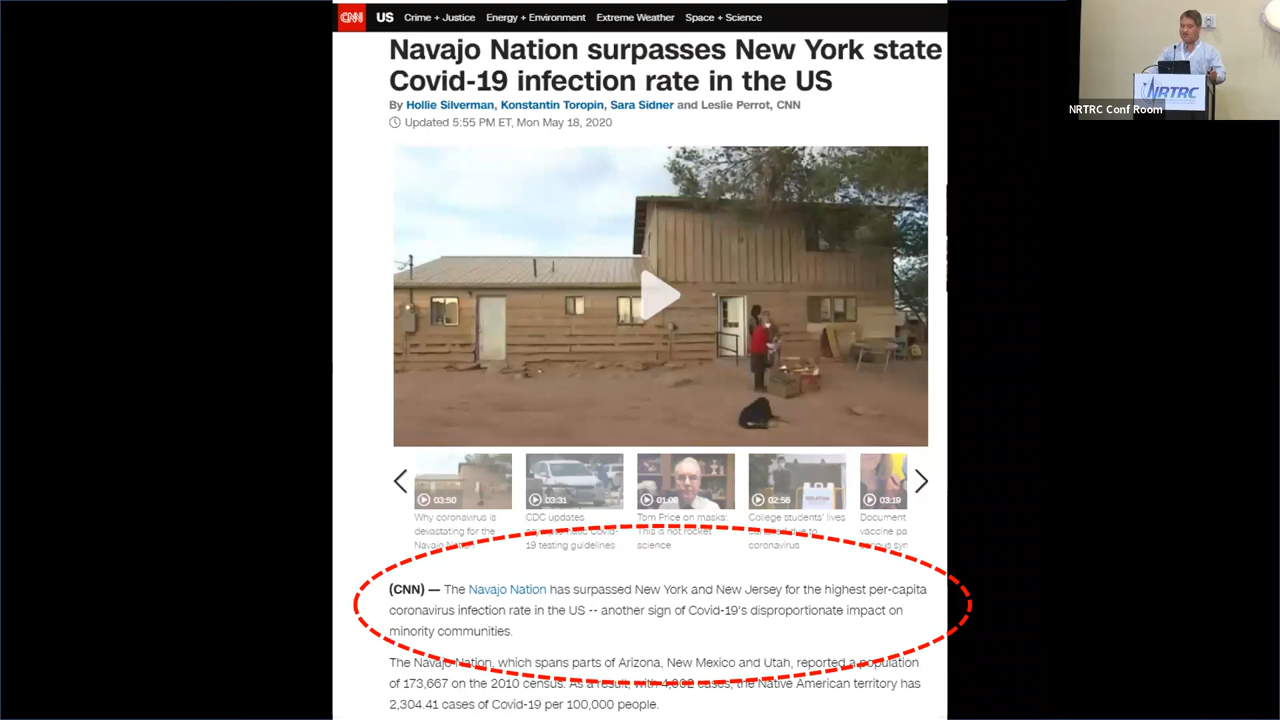 CNN US Crime + Justice Energy + Environment Extreme Weather Space + Science
Navajo Nation surpasses New York state
Covid-19 infection rate in the US
By Hollie Silverman, Konstantin Toropin, Sara Sidner and Leslie Perrot, CNN
Updated 5:55 PM ET, Mon May 18, 2020
NRTRC
NRTRC Conf Room
03:50
03:31
02:56
03:19
Why coronavirus is
devastating for the
Navajo Nation
CDC updates
19 testing guidelines
Tom Price on masks:
This is not rocket
science
College students' lives
due to
coronavirus
Document
vaccine pa
(CNN) — The Navajo Nation has surpassed New York and New Jersey for the highest per-capita
coronavirus infection rate in the US -- another sign of Covid-19's disproportionate impact on
minority communities.
The Navajo Nation, which spans parts of Arizona, New Mexico and Utah, reported a population
of 173,667 on the 2010 census. As a result, with cases, the Native American territory has
2,304.41 cases of Covid-19 per 100,000 people.